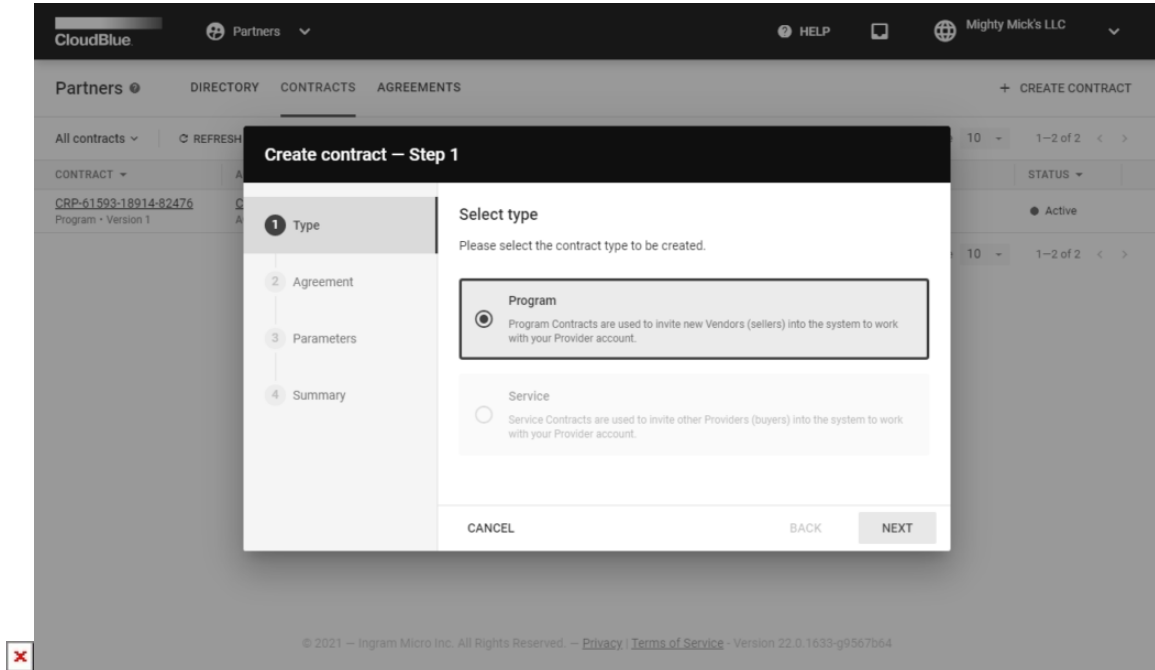 CloudBlue
Partners
HELP
Mighty Mick's LLC
Partners
DIRECTORY
CONTRACTS
AGREEMENTS
+ CREATE CONTRACT
All contracts
REFRESH
10
1–2 of 2
CONTRACT
A
STATUS
CRP-61593-18914-82476
C
Program • Version 1
A
Active
10
1–2 of 2
Create contract — Step 1
1 Type
2 Agreement
3 Parameters
4 Summary
Select type
Please select the contract type to be created.
Program
Program Contracts are used to invite new Vendors (sellers) into the system to work
with your Provider account.
Service
Service Contracts are used to invite other Providers (buyers) into the system to work
with your Provider account.
CANCEL
BACK
NEXT
© 2021 — Ingram Micro Inc. All Rights Reserved. — Privacy | Terms of Service - Version 22.0.1633-g9567b64